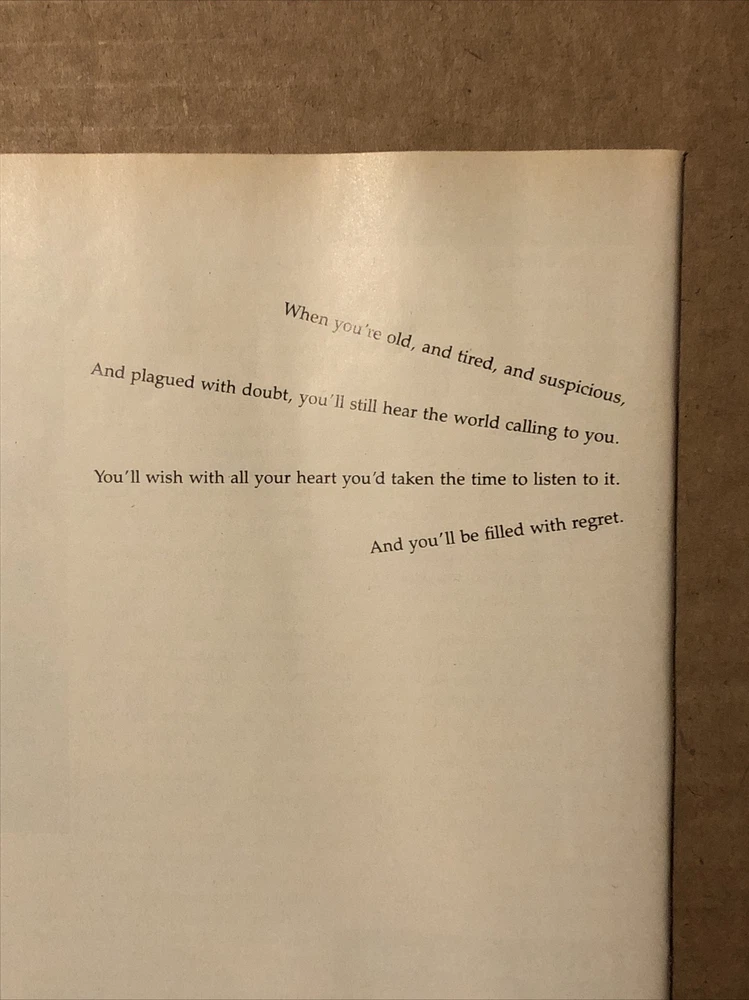 When you're old, and tired, and suspicious,
And plagued with doubt, you'll still hear the world calling to you.
You'll wish with all your heart you'd taken the time to listen to it.
And you'll be filled with regret.